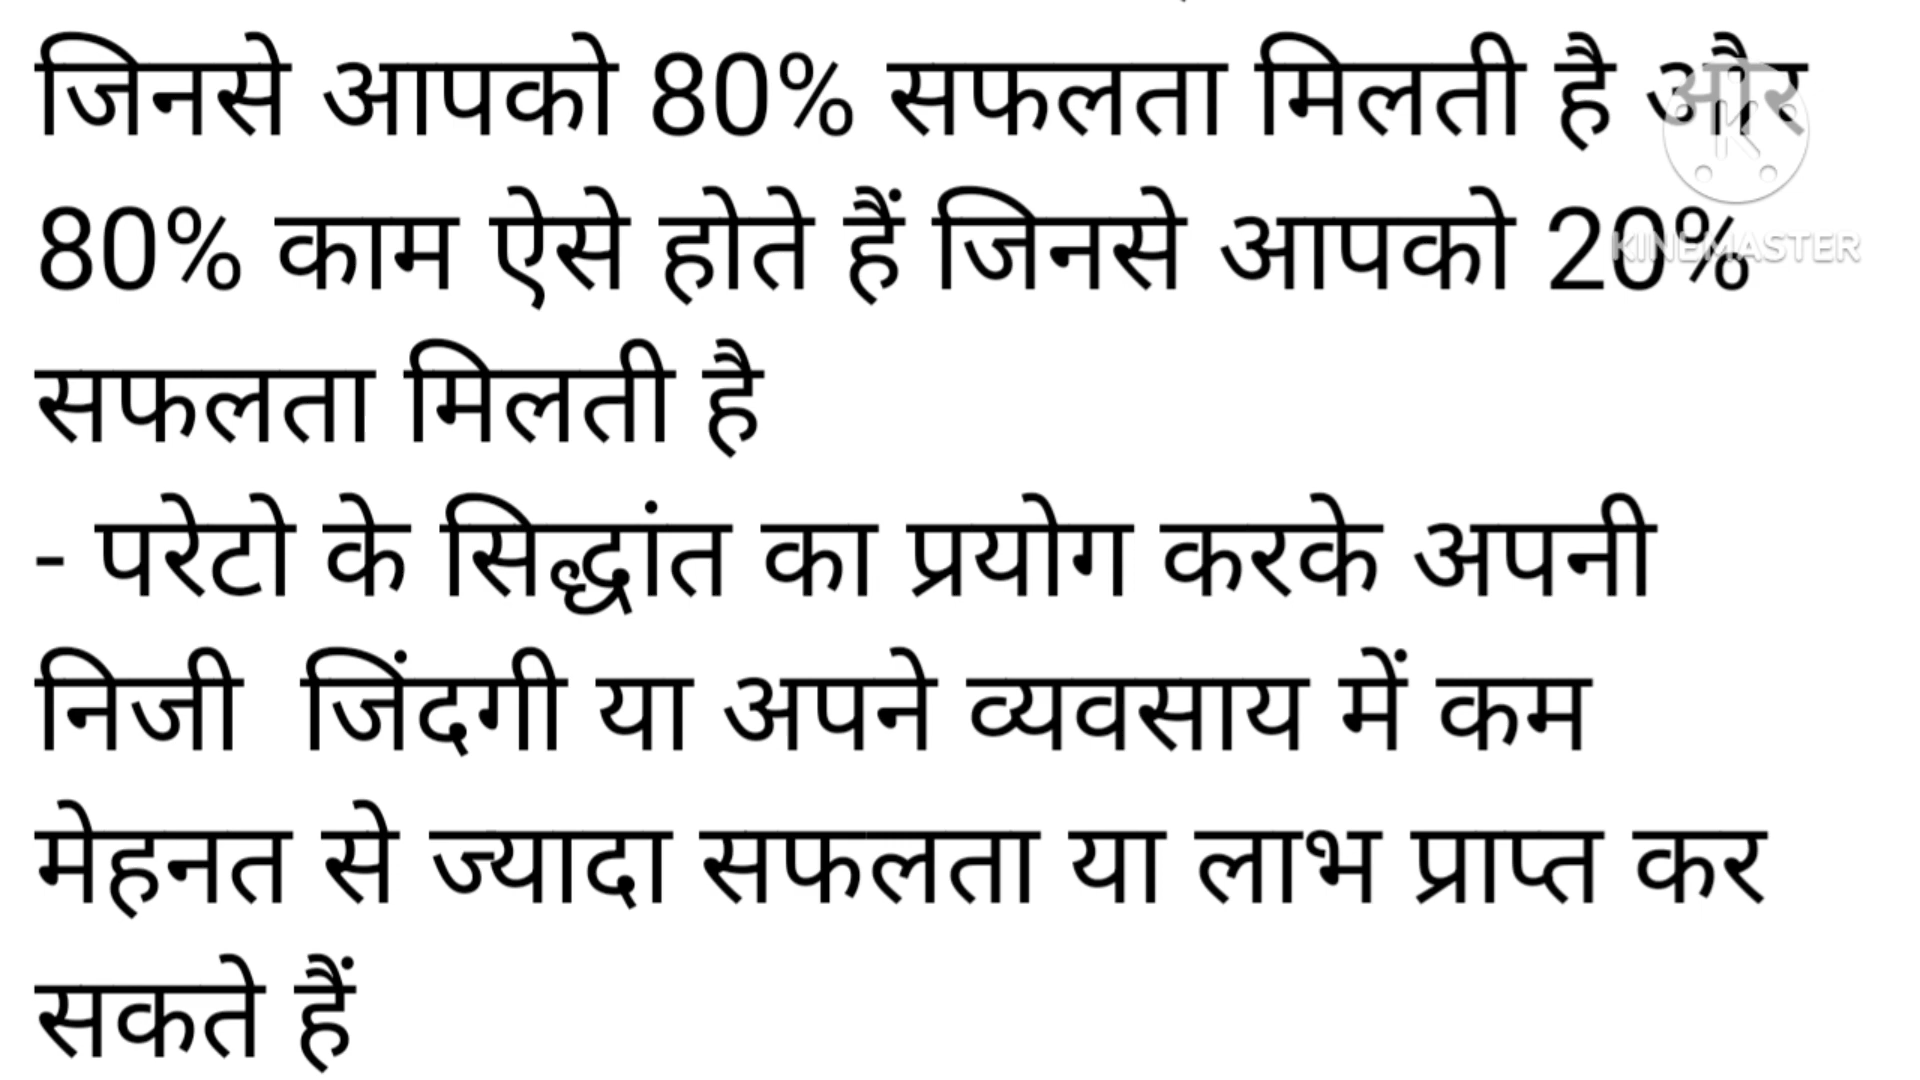 जिनसे आपको 80% सफलता मिलती है और
80% काम ऐसे होते हैं जिनसे आपको 20%
KINEMASTER
सफलता मिलती है
- परेटो के सिद्धांत का प्रयोग करके अपनी
निजी  जिंदगी या अपने व्यवसाय में कम
मेहनत से ज्यादा सफलता या लाभ प्राप्त कर
सकते हैं